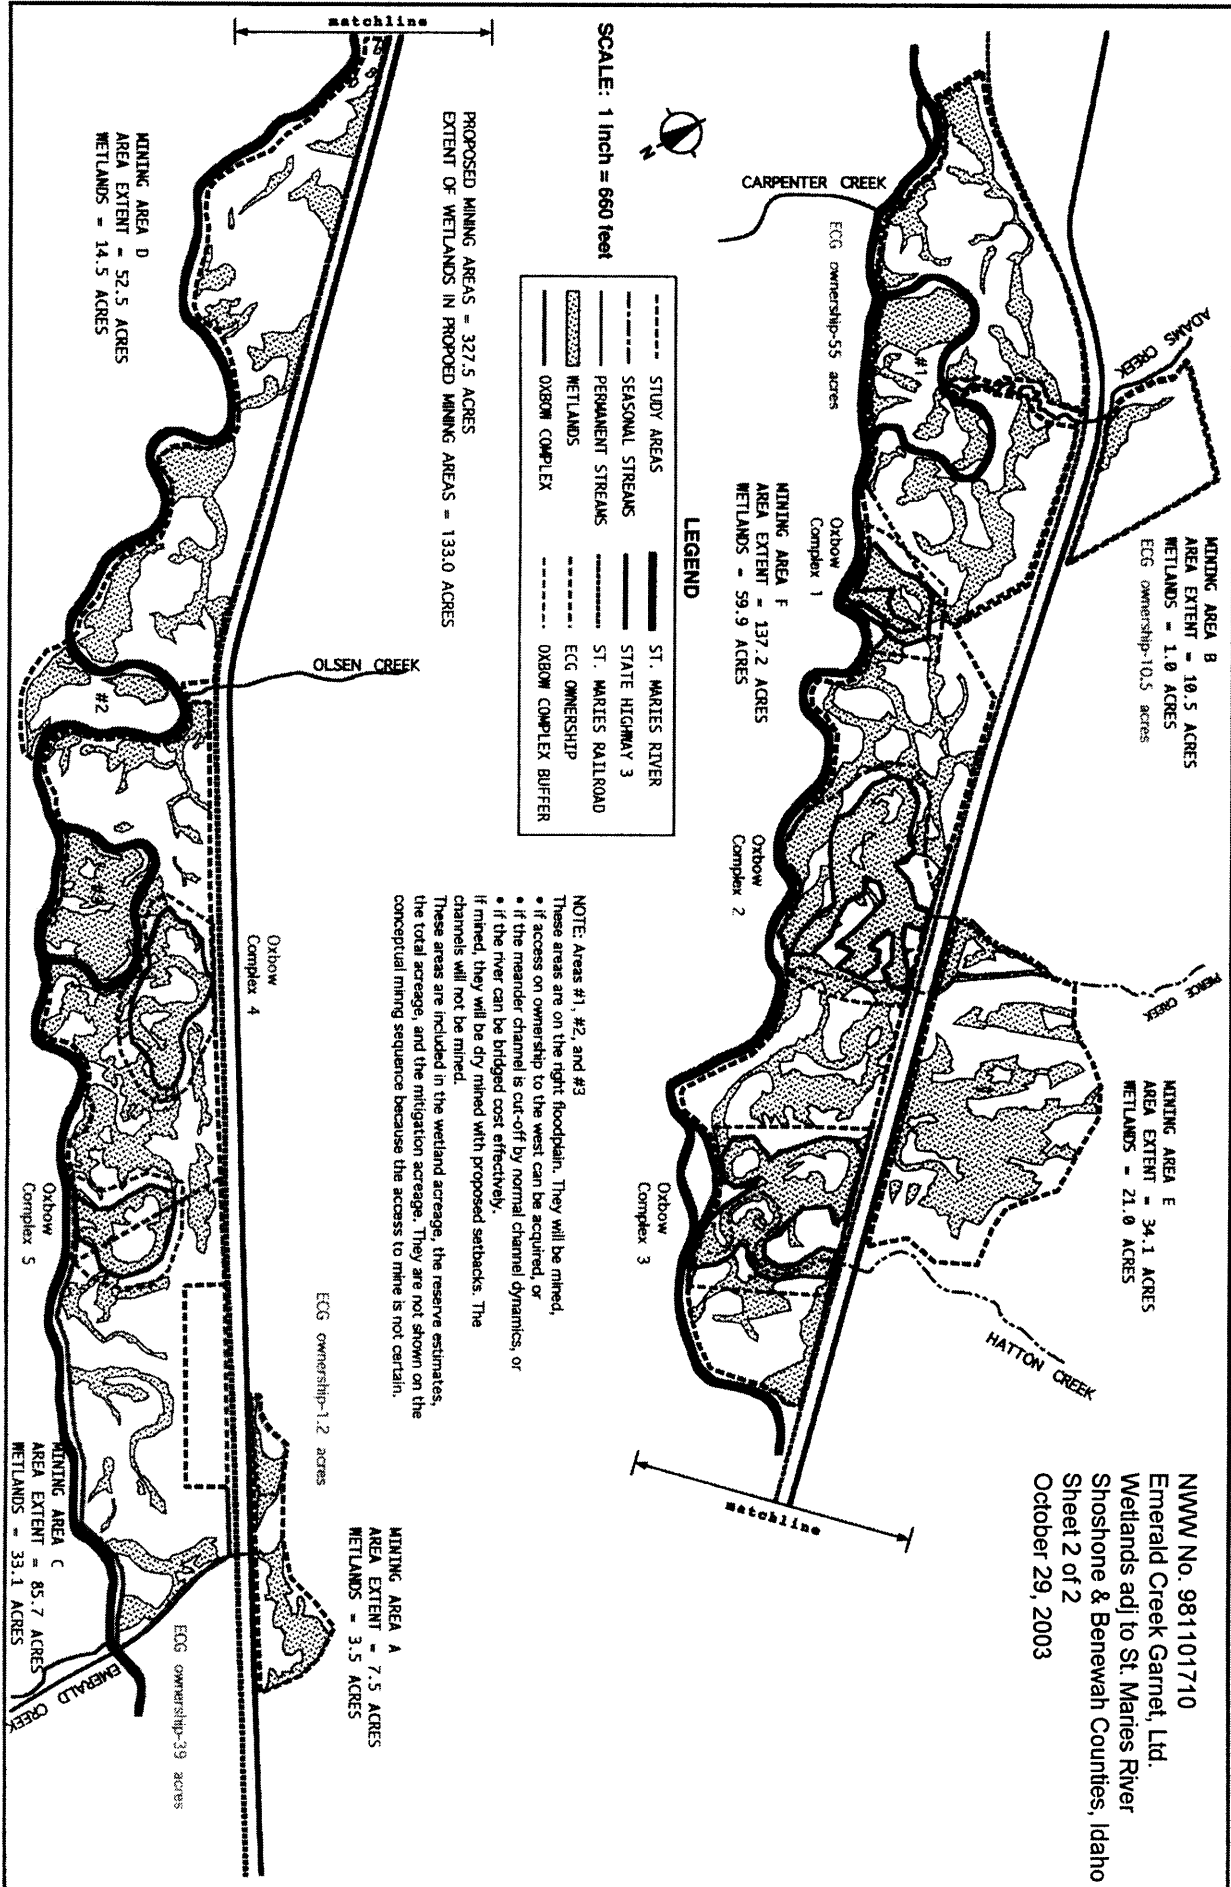 NWW No. 981101710
Emerald Creek Garnet, Ltd.
Wetlands adj to St. Maries River
Shoshone & Benewah Counties, Idaho
Sheet 2 of 2
October 29, 2003
MINING AREA B
AREA EXTENT = 10.5 ACRES
WETLANDS = 1.0 ACRES
ECG ownership-10.5 acres
ADAMS CREEK
PIERCE CREEK
MINING AREA E
AREA EXTENT = 34.1 ACRES
WETLANDS = 21.0 ACRES
HATTON CREEK
matchline
#1
CARPENTER CREEK
ECG ownership-55 acres
Oxbow
Complex 1
MINING AREA F
AREA EXTENT = 137.2 ACRES
WETLANDS = 59.9 ACRES
Oxbow
Complex 2
Oxbow
Complex 3
N
SCALE: 1 inch = 660 feet
LEGEND
STUDY AREAS
SEASONAL STREAMS
PERMANENT STREAMS
WETLANDS
OXBOW COMPLEX
ST. MARIES RIVER
STATE HIGHWAY 3
ST. MARIES RAILROAD
ECG OWNERSHIP
OXBOW COMPLEX BUFFER
NOTE: Areas #1, #2, and #3
These areas are on the right floodplain. They will be mined,
• if access on ownership to the west can be acquired, or
• if the meander channel is cut-off by normal channel dynamics, or
• if the river can be bridged cost effectively.
If mined, they will be dry mined with proposed setbacks. The
channels will not be mined.
These areas are included in the wetland acreage, the reserve estimates,
the total acreage, and the mitigation acreage. They are not shown on the
conceptual minng sequence because the access to mine is not certain.
PROPOSED MINING AREAS = 327.5 ACRES
EXTENT OF WETLANDS IN PROPOED MINING AREAS = 133.0 ACRES
matchline
MINING AREA D
AREA EXTENT = 52.5 ACRES
WETLANDS = 14.5 ACRES
OLSEN CREEK
#2
Oxbow
Complex 4
Oxbow
Complex 5
ECG ownership-1.2 acres
MINING AREA A
AREA EXTENT = 7.5 ACRES
WETLANDS = 3.5 ACRES
MINING AREA C
AREA EXTENT = 85.7 ACRES
WETLANDS = 33.1 ACRES
ECG ownership-39 acres
EMERALD CREEK